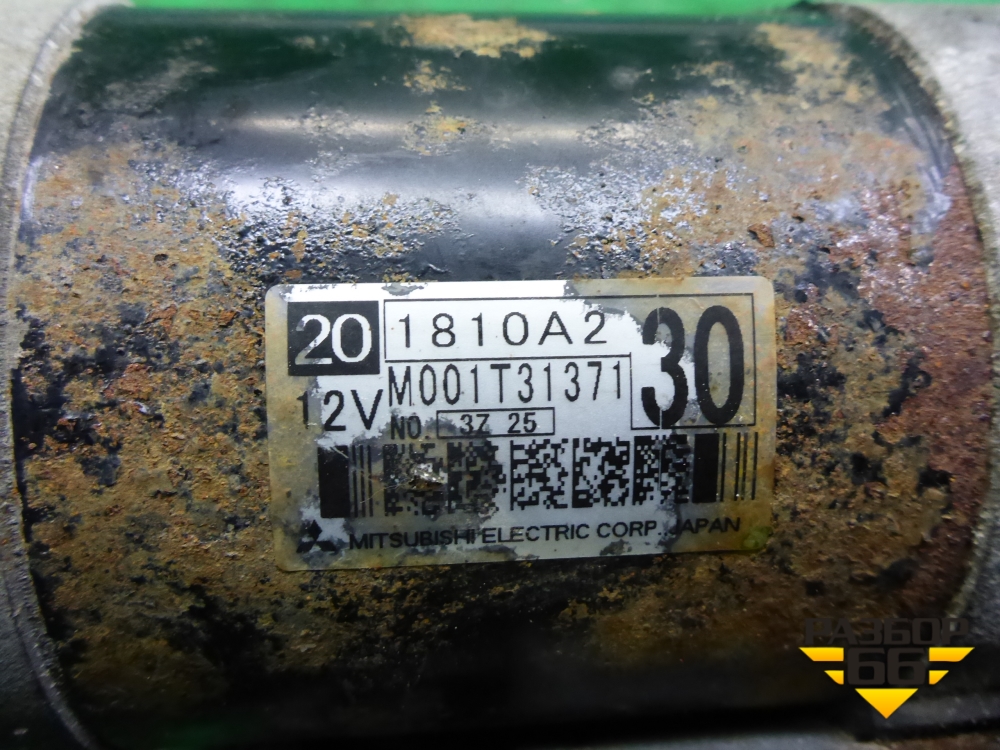 20 1810A2 30
12V M001T31371
NO. 3Z 25
MITSUBISHI ELECTRIC CORP. JAPAN
РАЗБОР
66